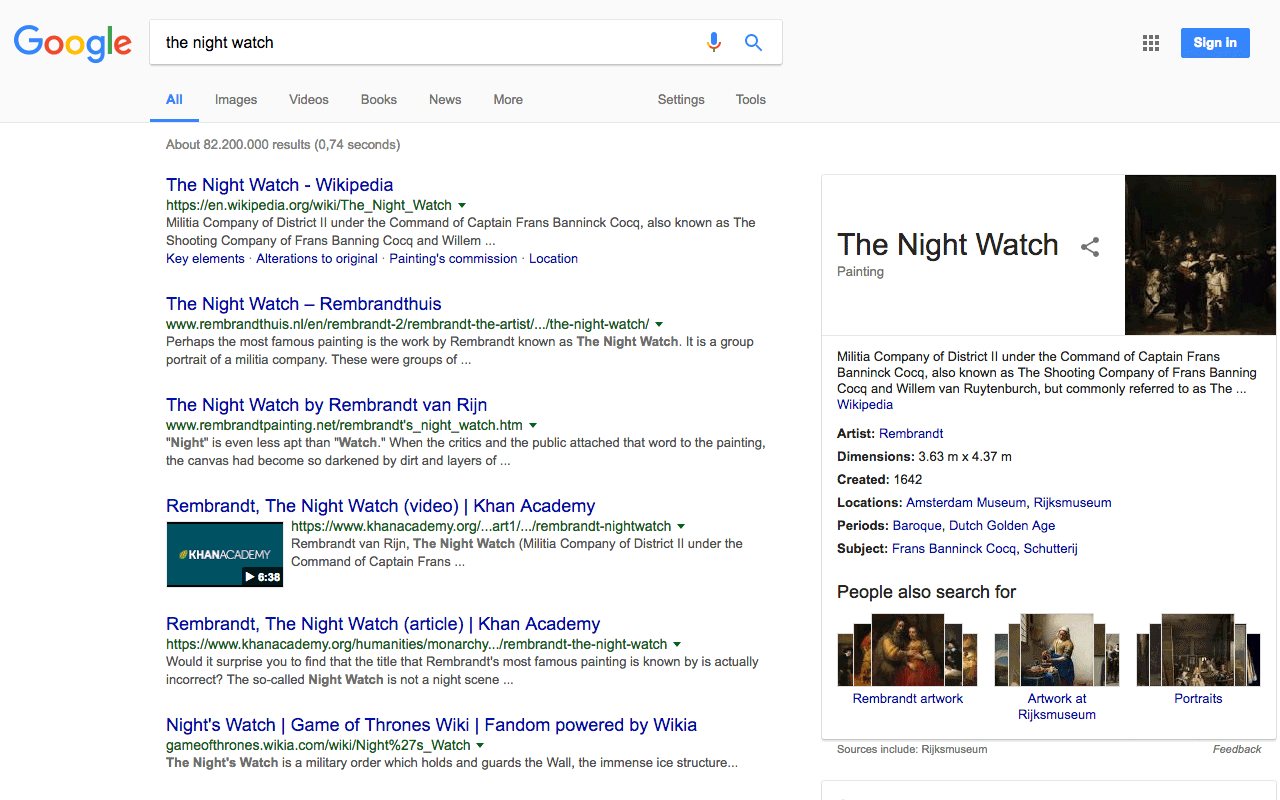 Google
the night watch
Sign in
All Images Videos Books News More Settings Tools
About 82.200.000 results (0,74 seconds)
The Night Watch - Wikipedia
https://en.wikipedia.org/wiki/The_Night_Watch
Militia Company of District II under the Command of Captain Frans Banninck Cocq, also known as The
Shooting Company of Frans Banning Cocq and Willem ...
Key elements · Alterations to original · Painting's commission · Location
The Night Watch – Rembrandthuis
www.rembrandthuis.nl/en/rembrandt-2/rembrandt-the-artist/.../the-night-watch/
Perhaps the most famous painting is the work by Rembrandt known as The Night Watch. It is a group
portrait of a militia company. These were groups of ...
The Night Watch by Rembrandt van Rijn
www.rembrandtpainting.net/rembrandt's_night_watch.htm
"Night" is even less apt than "Watch." When the critics and the public attached that word to the painting,
the canvas had become so darkened by dirt and layers of ...
Rembrandt, The Night Watch (video) | Khan Academy
KHANACADEMY
6:38
https://www.khanacademy.org/...art1/.../rembrandt-nightwatch
Rembrandt van Rijn, The Night Watch (Militia Company of District II under the
Command of Captain Frans ...
Rembrandt, The Night Watch (article) | Khan Academy
https://www.khanacademy.org/humanities/monarchy.../rembrandt-the-night-watch
Would it surprise you to find that the title that Rembrandt's most famous painting is known by is actually
incorrect? The so-called Night Watch is not a night scene ...
Night's Watch | Game of Thrones Wiki | Fandom powered by Wikia
gameofthrones.wikia.com/wiki/Night%27s_Watch
The Night's Watch is a military order which holds and guards the Wall, the immense ice structure...
The Night Watch
Painting
Militia Company of District II under the Command of Captain Frans
Banninck Cocq, also known as The Shooting Company of Frans Banning
Cocq and Willem van Ruytenburch, but commonly referred to as The ...
Wikipedia
Artist: Rembrandt
Dimensions: 3.63 m x 4.37 m
Created: 1642
Locations: Amsterdam Museum, Rijksmuseum
Periods: Baroque, Dutch Golden Age
Subject: Frans Banninck Cocq, Schutterij
People also search for
Rembrandt artwork
Artwork at
Rijksmuseum
Portraits
Sources include: Rijksmuseum
Feedback